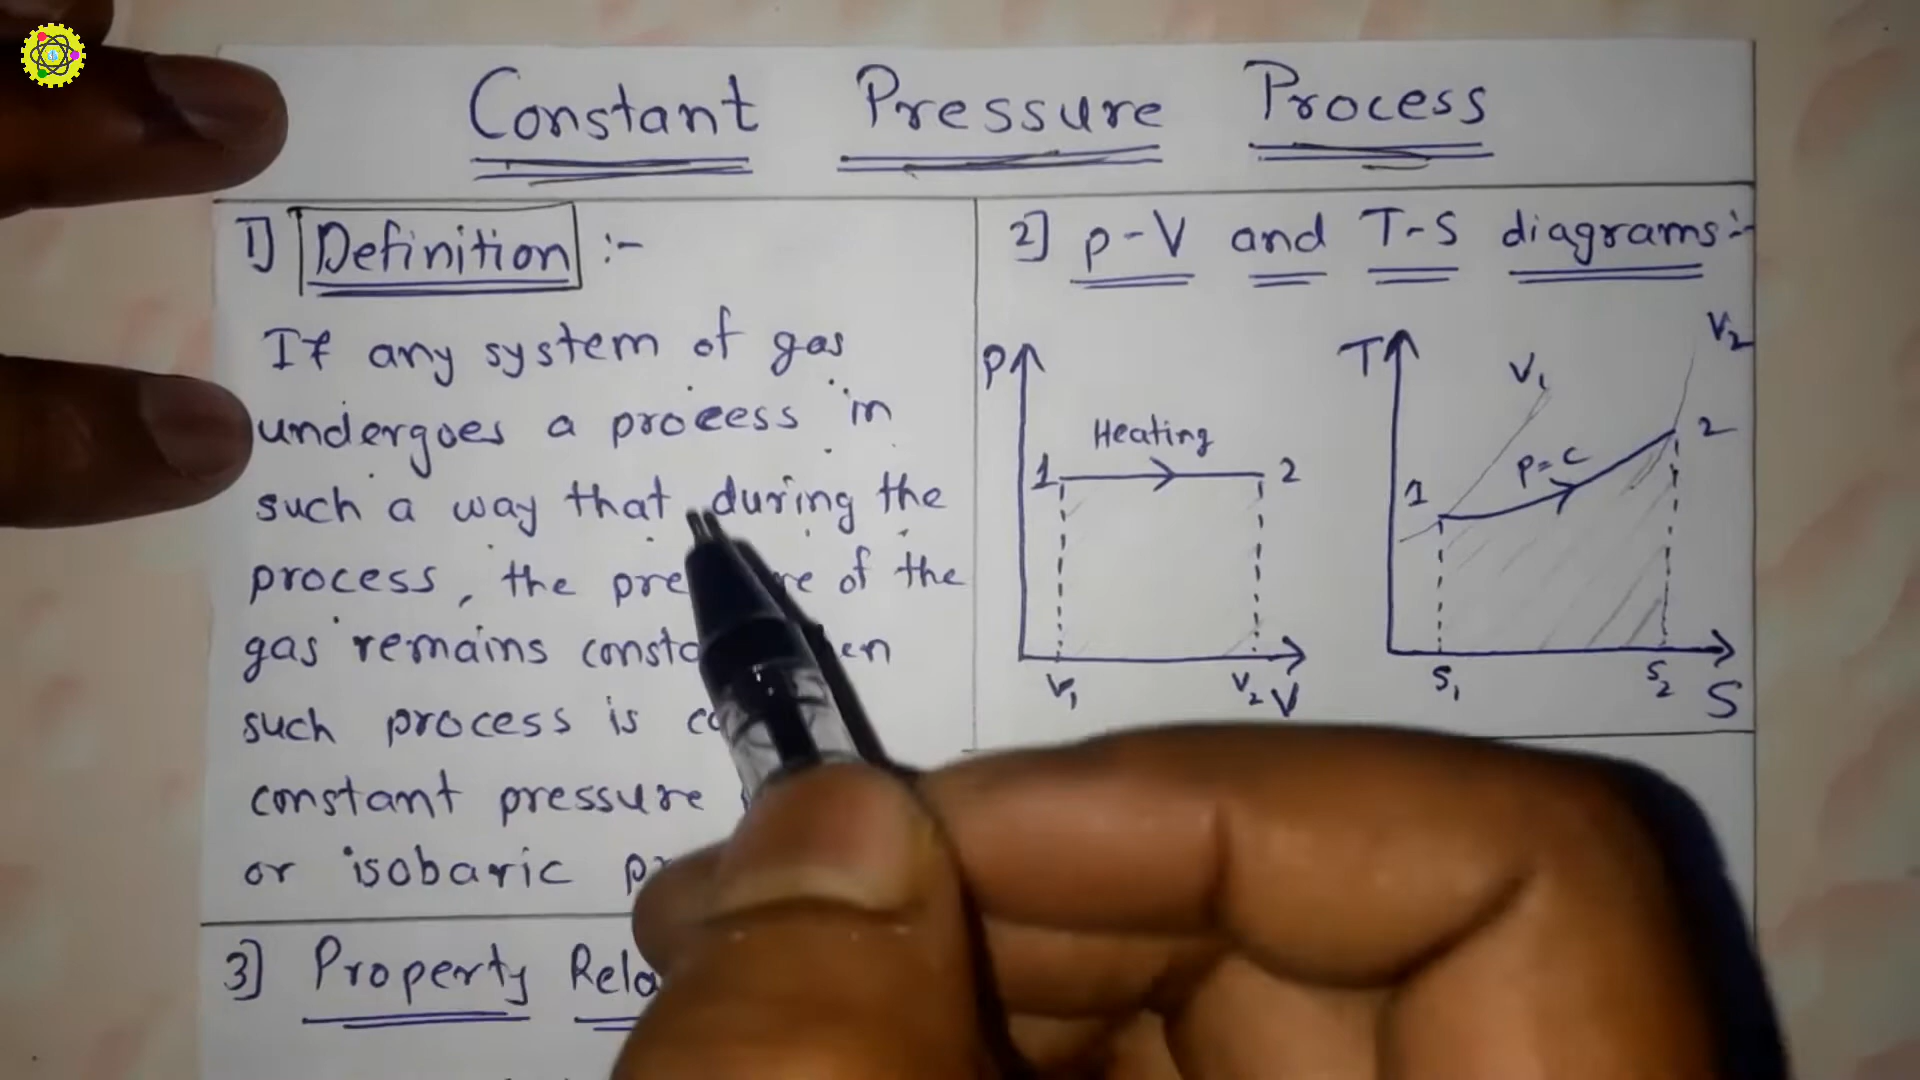 Constant Pressure Process
1] Definition :-
If any system of gas
undergoes a process in
such a way that during the
process, the of the
gas remains
such process is
constant pressure
or isobaric
3] Property
2] p-V and T-S diagrams:-
P
Heating
1 2
V1 V2 V
T
V1 V2
1 P=C 2
S1 S2 S